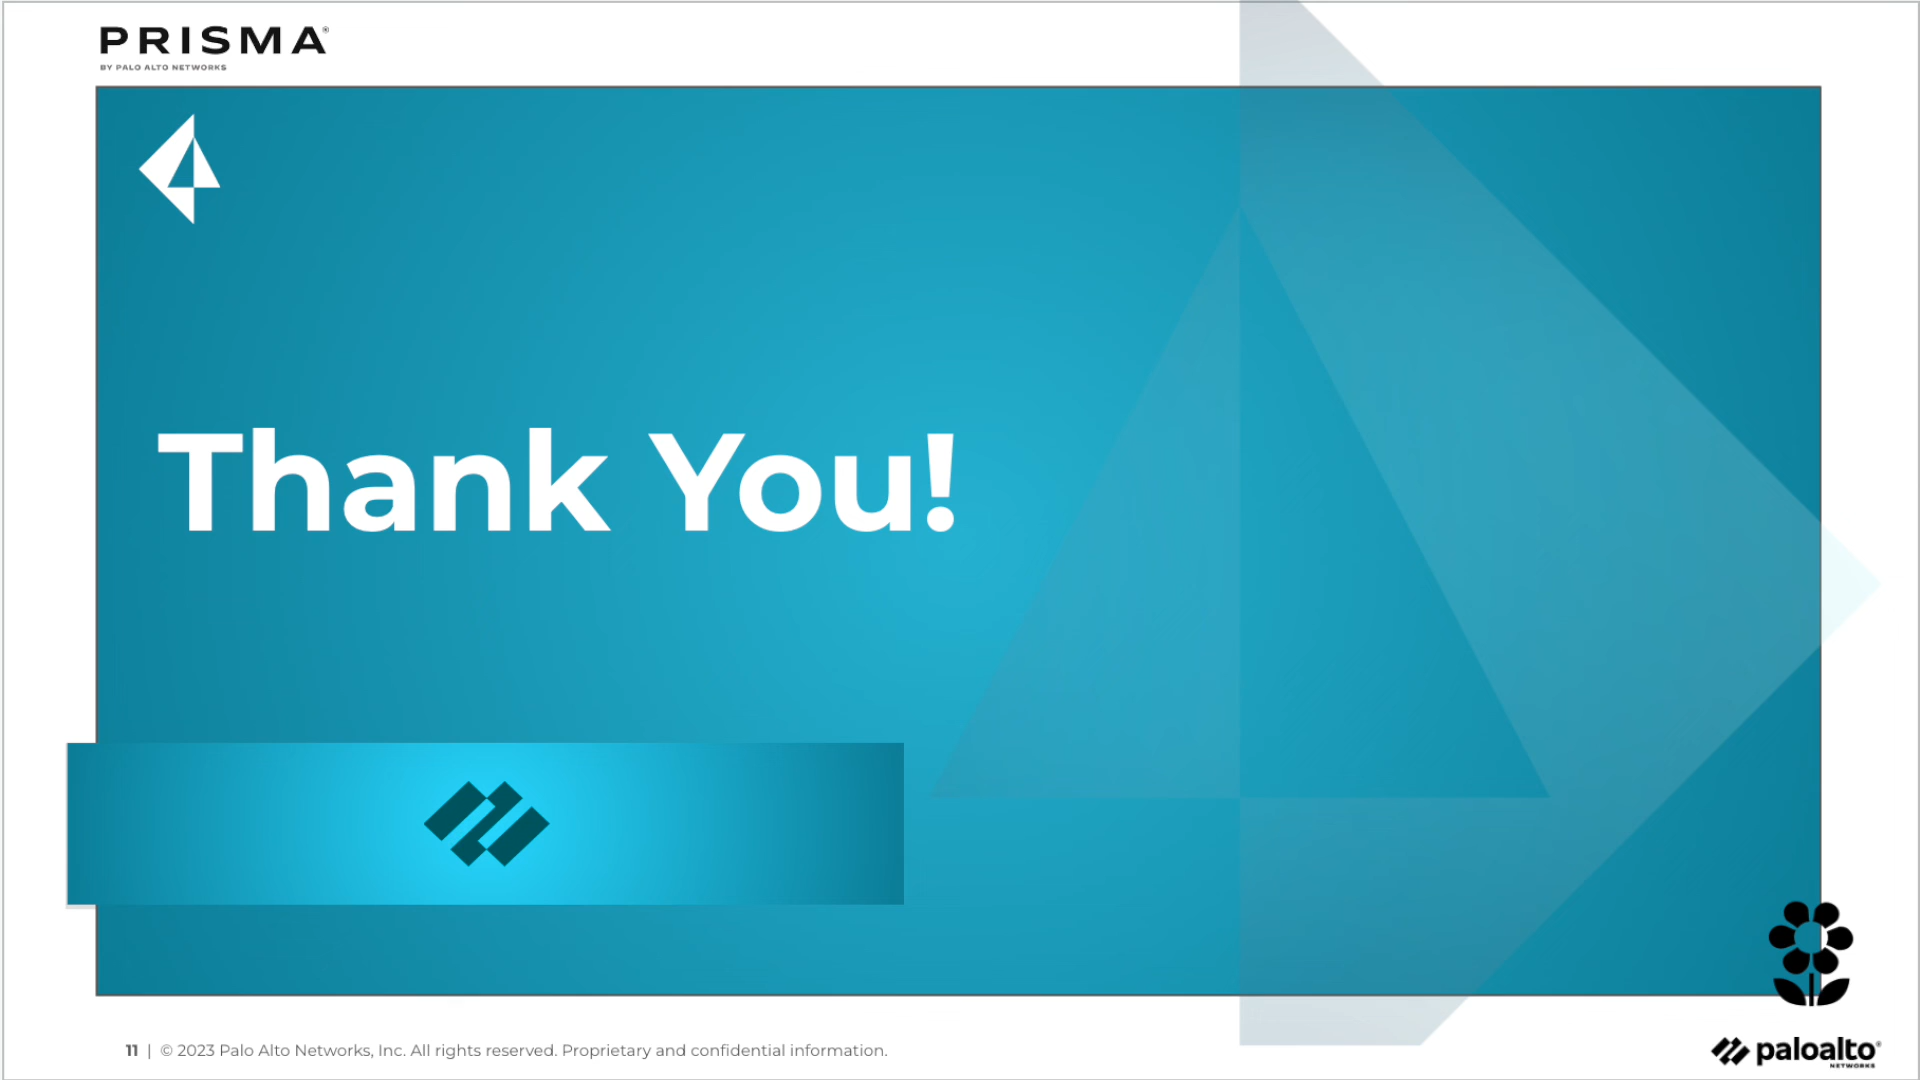 PRISMA®
BY PALO ALTO NETWORKS
Thank You!
11 | © 2023 Palo Alto Networks, Inc. All rights reserved. Proprietary and confidential information.
paloalto®
NETWORKS